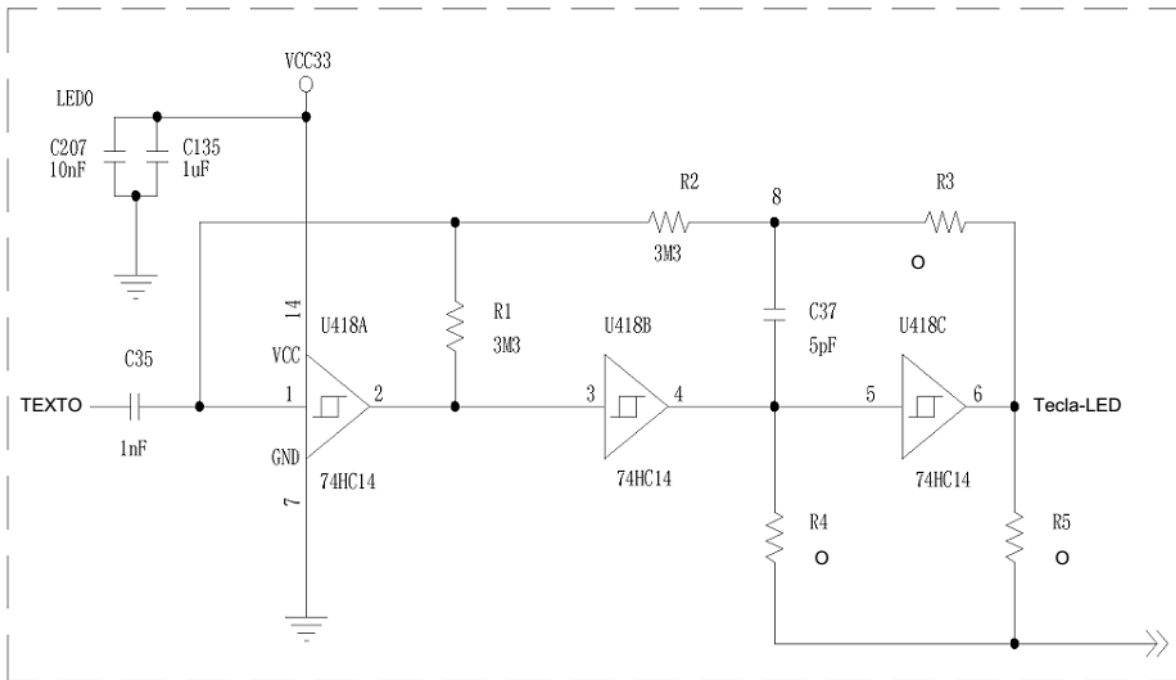 VCC33
LED0
C207
10nF
C135
1uF
R2
3M3
8
R3
O
14
U418A
R1
3M3
U418B
C37
5pF
U418C
C35
VCC
TEXTO
1
2
3
4
5
6
Tecla-LED
1nF
GND
74HC14
74HC14
74HC14
7
R4
O
R5
O